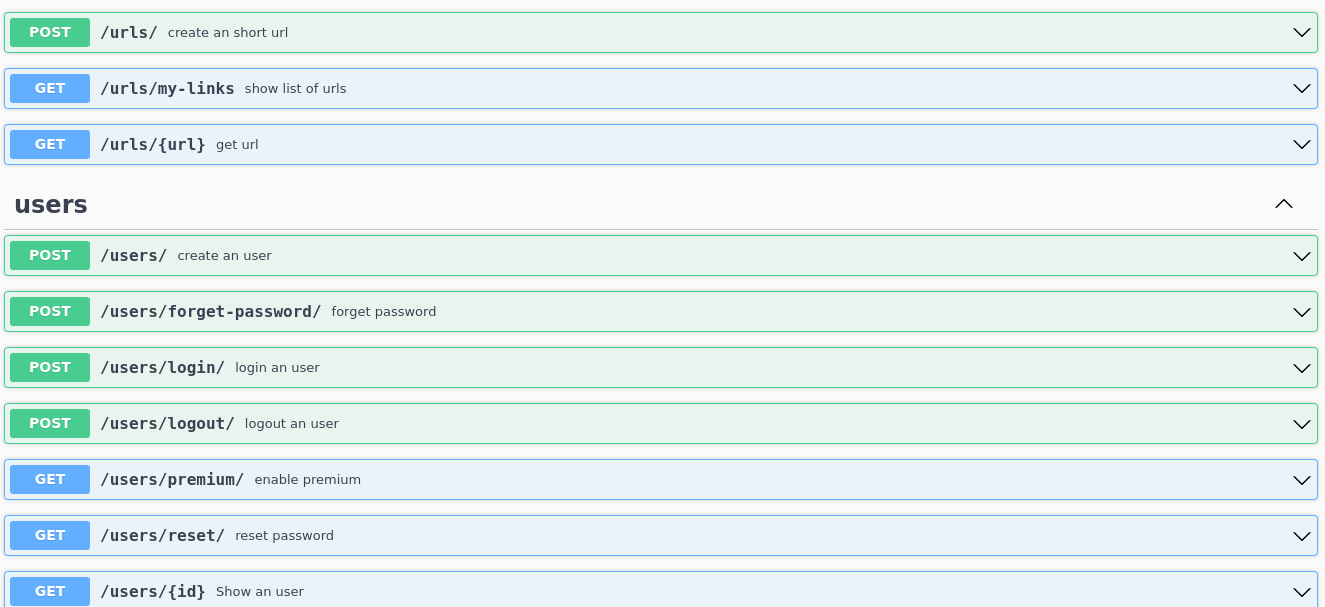 POST /urls/ create an short url
GET /urls/my-links show list of urls
GET /urls/{url} get url
users
POST /users/ create an user
POST /users/forget-password/ forget password
POST /users/login/ login an user
POST /users/logout/ logout an user
GET /users/premium/ enable premium
GET /users/reset/ reset password
GET /users/{id} Show an user